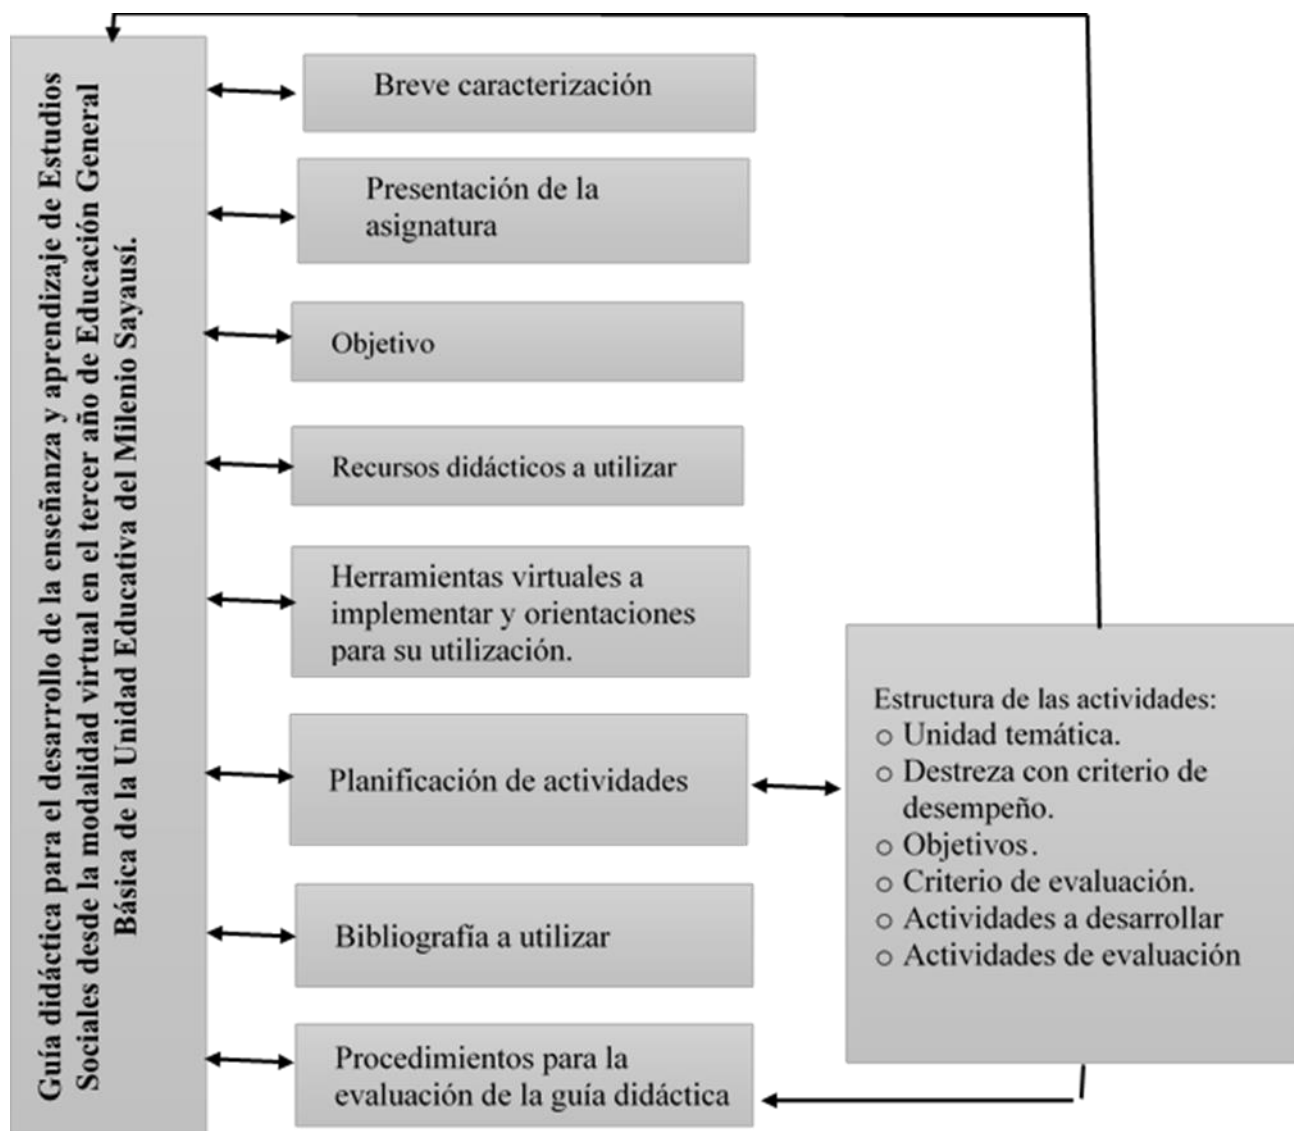 Guía didáctica para el desarrollo de la enseñanza y aprendizaje de Estudios
Sociales desde la modalidad virtual en el tercer año de Educación General
Básica de la Unidad Educativa del Milenio Sayausí.
Breve caracterización
Presentación de la
asignatura
Objetivo
Recursos didácticos a utilizar
Herramientas virtuales a
implementar y orientaciones
para su utilización.
Planificación de actividades
Bibliografía a utilizar
Procedimientos para la
evaluación de la guía didáctica
Estructura de las actividades:
○ Unidad temática.
○ Destreza con criterio de
desempeño.
○ Objetivos.
○ Criterio de evaluación.
○ Actividades a desarrollar
○ Actividades de evaluación